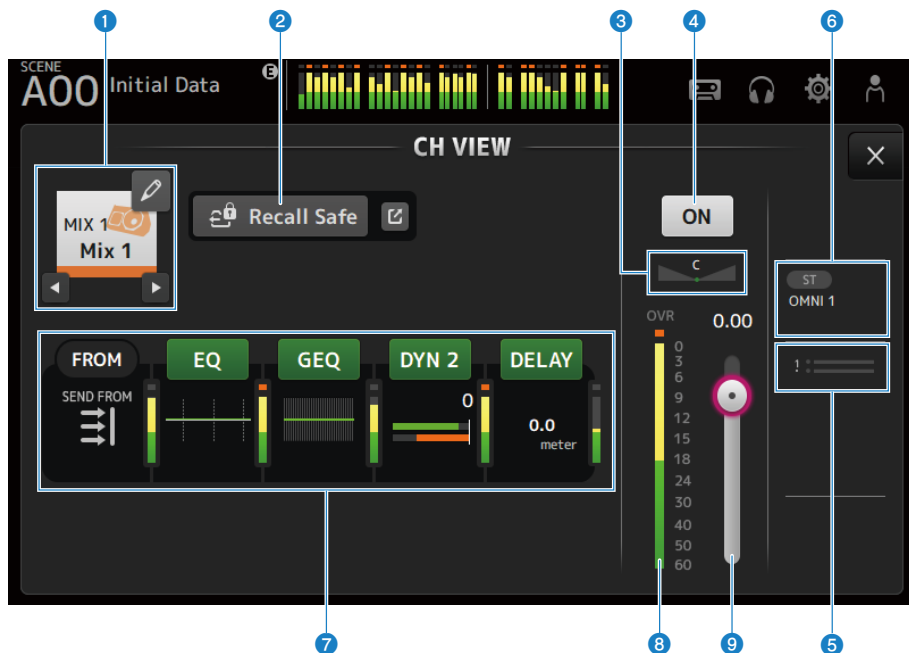 1 2 3 4 6
SCENE
A00 Initial Data E
CH VIEW
MIX 1
Mix 1
Recall Safe
ON
C
ST
OMNI 1
OVR 0.00
0
3
6
9
12
15
18
24
30
40
50
60
!
FROM EQ GEQ DYN 2 DELAY
SEND FROM
0
0.0
meter
7 8 9 5